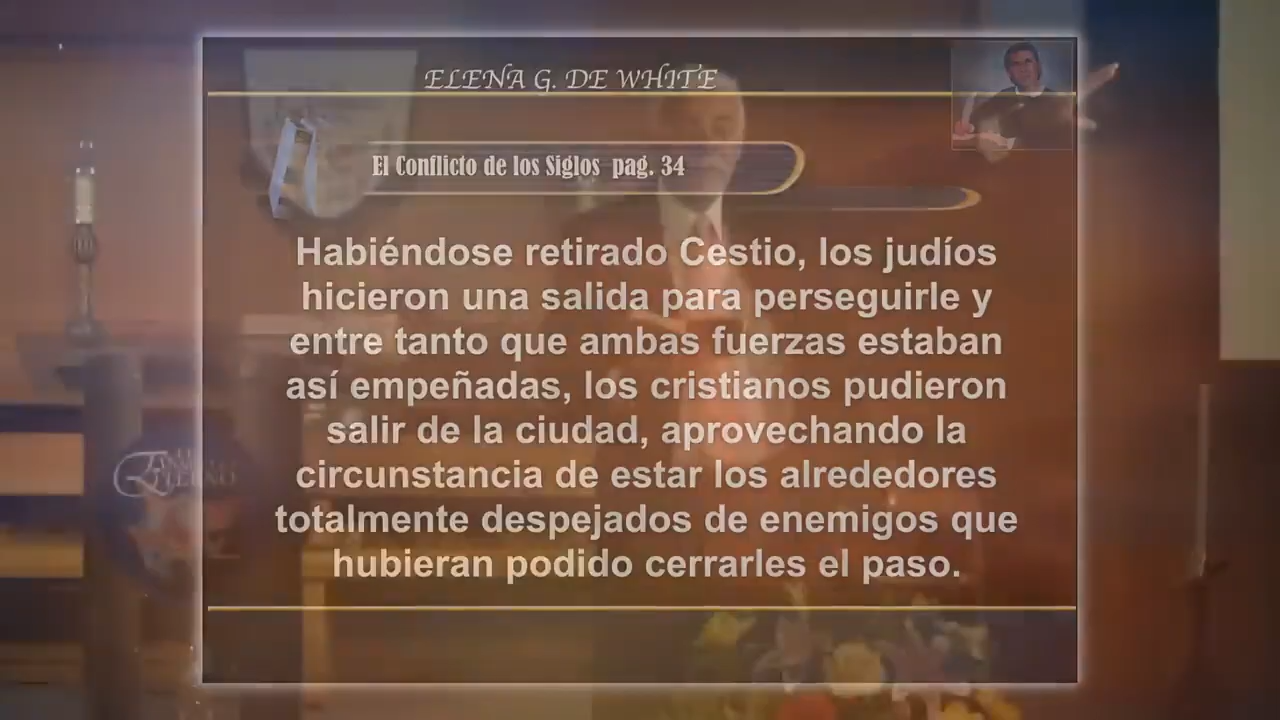 ELENA G. DE WHITE
El Conflicto de los Siglos pag. 34
Habiéndose retirado Cestio, los judíos
hicieron una salida para perseguirle y
entre tanto que ambas fuerzas estaban
así empeñadas, los cristianos pudieron
salir de la ciudad, aprovechando la
circunstancia de estar los alrededores
totalmente despejados de enemigos que
hubieran podido cerrarles el paso.